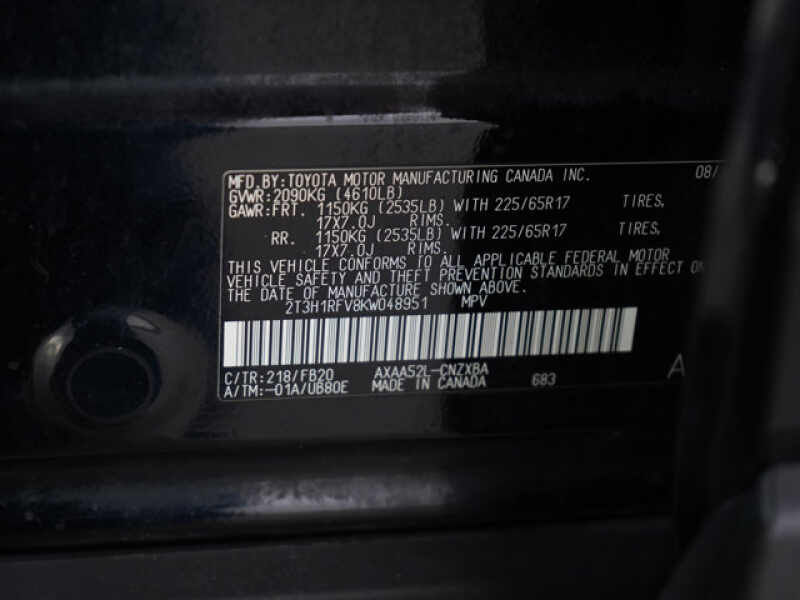 MFD. BY: TOYOTA MOTOR MANUFACTURING CANADA INC. 08/
GVWR: 2090KG (4610LB)
GAWR: FRT. 1150KG (2535LB) WITH 225/65R17 TIRES,
17X7.0J RIMS.
RR. 1150KG (2535LB) WITH 225/65R17 TIRES,
17X7.0J RIMS.
THIS VEHICLE CONFORMS TO ALL APPLICABLE FEDERAL MOTOR
VEHICLE SAFETY AND THEFT PREVENTION STANDARDS IN EFFECT ON
THE DATE OF MANUFACTURE SHOWN ABOVE.
2T3H1RFV8KW048951 MPV
C/TR: 218/FB20 AXAA52L-CNZXBA A
A/TM: -01A/UB80E MADE IN CANADA 683